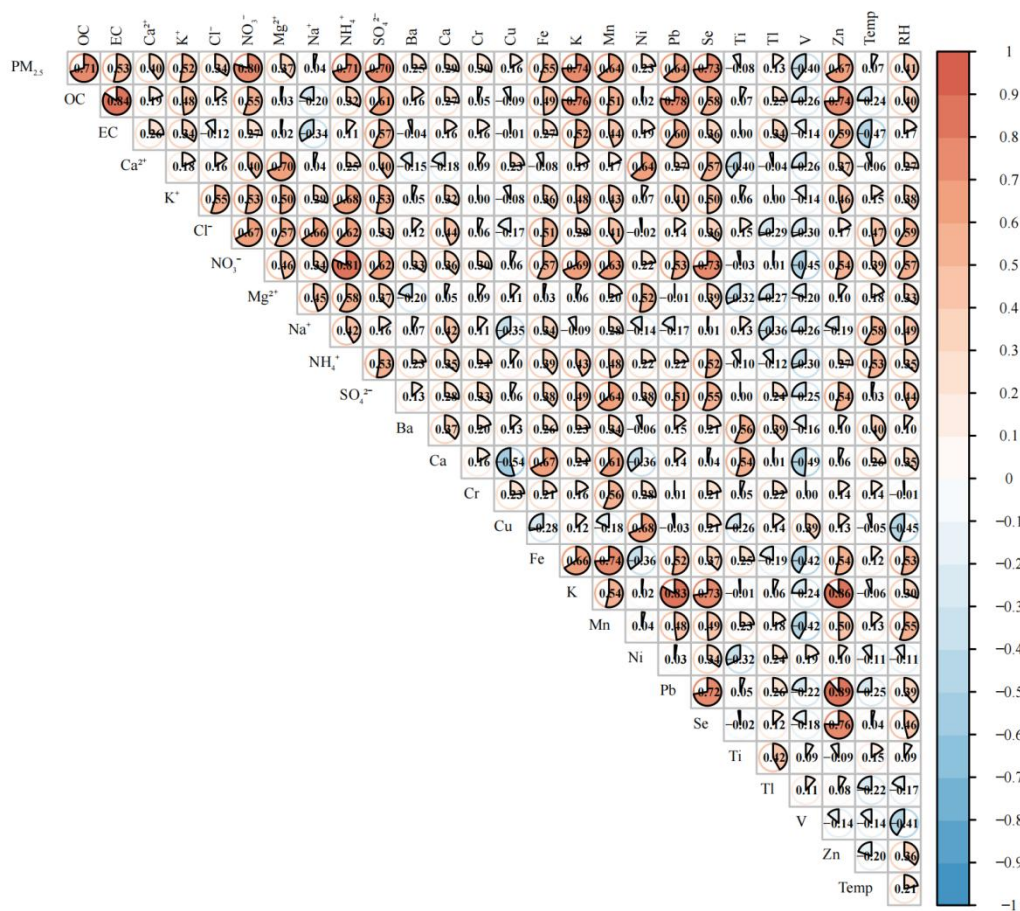 OC EC Ca²⁺ K⁺ Cl⁻ NO₃⁻ Mg²⁺ Na⁺ NH₄⁺ SO₄²⁻ Ba Ca Cr Cu Fe K Mn Ni Pb Se Ti Tl V Zn Temp RH
PM₂.₅ 0.71 0.53 0.40 0.52 0.34 0.80 0.37 0.04 0.71 0.70 0.25 0.29 0.30 0.16 0.55 0.74 0.64 0.23 0.64 0.73 −0.08 0.13 −0.40 0.67 0.07 0.41
OC 0.84 0.19 0.48 0.15 0.55 0.03 −0.20 0.32 0.61 0.16 0.27 0.05 −0.09 0.49 0.76 0.51 0.02 0.78 0.58 0.07 0.25 −0.26 0.74 −0.24 0.40
EC 0.26 0.34 −0.12 0.27 0.02 −0.34 0.11 0.57 −0.04 0.16 0.16 −0.01 0.27 0.52 0.44 0.19 0.60 0.36 0.00 0.34 −0.14 0.59 −0.47 0.17
Ca²⁺ 0.18 0.16 0.40 0.70 0.04 0.25 0.40 −0.15 −0.18 0.09 0.23 −0.08 0.19 0.17 0.64 0.27 0.57 −0.40 −0.04 −0.26 0.37 −0.06 0.27
K⁺ 0.55 0.53 0.50 0.39 0.68 0.53 0.05 0.32 0.00 −0.08 0.36 0.48 0.43 0.07 0.41 0.50 0.06 0.00 −0.14 0.46 0.15 0.38
Cl⁻ 0.67 0.57 0.66 0.62 0.33 0.12 0.44 0.06 −0.17 0.51 0.28 0.41 −0.02 0.14 0.36 0.15 −0.29 −0.30 0.17 0.47 0.59
NO₃⁻ 0.46 0.34 0.81 0.62 0.33 0.36 0.30 0.06 0.57 0.69 0.63 0.22 0.53 0.73 −0.03 0.01 −0.45 0.54 0.39 0.57
Mg²⁺ 0.45 0.58 0.37 −0.20 0.05 0.09 0.11 0.03 0.06 0.20 0.52 −0.01 0.39 −0.32 −0.27 −0.20 0.10 0.18 0.33
Na⁺ 0.42 0.16 0.07 0.42 0.11 −0.35 0.34 −0.09 0.28 −0.14 −0.17 0.01 0.13 −0.36 −0.26 −0.19 0.58 0.49
NH₄⁺ 0.53 0.23 0.35 0.24 0.10 0.39 0.43 0.48 0.22 0.22 0.52 −0.10 −0.12 −0.30 0.27 0.53 0.35
SO₄²⁻ 0.13 0.28 0.33 0.06 0.38 0.49 0.64 0.38 0.51 0.55 0.00 0.24 −0.25 0.54 0.03 0.44
Ba 0.37 0.20 0.13 0.26 0.23 0.34 −0.06 0.15 0.21 0.56 0.39 −0.16 0.10 0.40 0.10
Ca 0.16 −0.54 0.67 0.24 0.61 −0.36 0.14 0.04 0.54 0.01 −0.49 0.06 0.26 0.35
Cr 0.23 0.21 0.16 0.56 0.28 0.01 0.21 0.05 0.22 0.00 0.14 0.14 −0.01
Cu −0.28 0.12 −0.18 0.68 −0.03 0.21 −0.26 0.14 0.39 0.13 −0.05 −0.45
Fe 0.66 0.74 −0.36 0.52 0.37 0.25 −0.19 −0.42 0.54 0.12 0.53
K 0.54 0.02 0.83 0.73 −0.01 0.06 −0.24 0.86 −0.06 0.30
Mn 0.04 0.48 0.49 0.23 0.18 −0.42 0.50 0.13 0.55
Ni 0.03 0.34 −0.32 0.24 0.19 0.10 −0.11 −0.11
Pb 0.72 0.05 0.26 −0.22 0.89 −0.25 0.39
Se −0.02 0.12 −0.18 0.76 0.04 0.46
Ti 0.42 0.09 −0.09 0.15 0.09
Tl 0.11 0.08 −0.22 −0.17
V −0.14 −0.14 −0.41
Zn −0.20 0.36
Temp 0.21
1
0.9
0.8
0.7
0.6
0.5
0.4
0.3
0.2
0.1
0
−0.1
−0.2
−0.3
−0.4
−0.5
−0.6
−0.7
−0.8
−0.9
−1